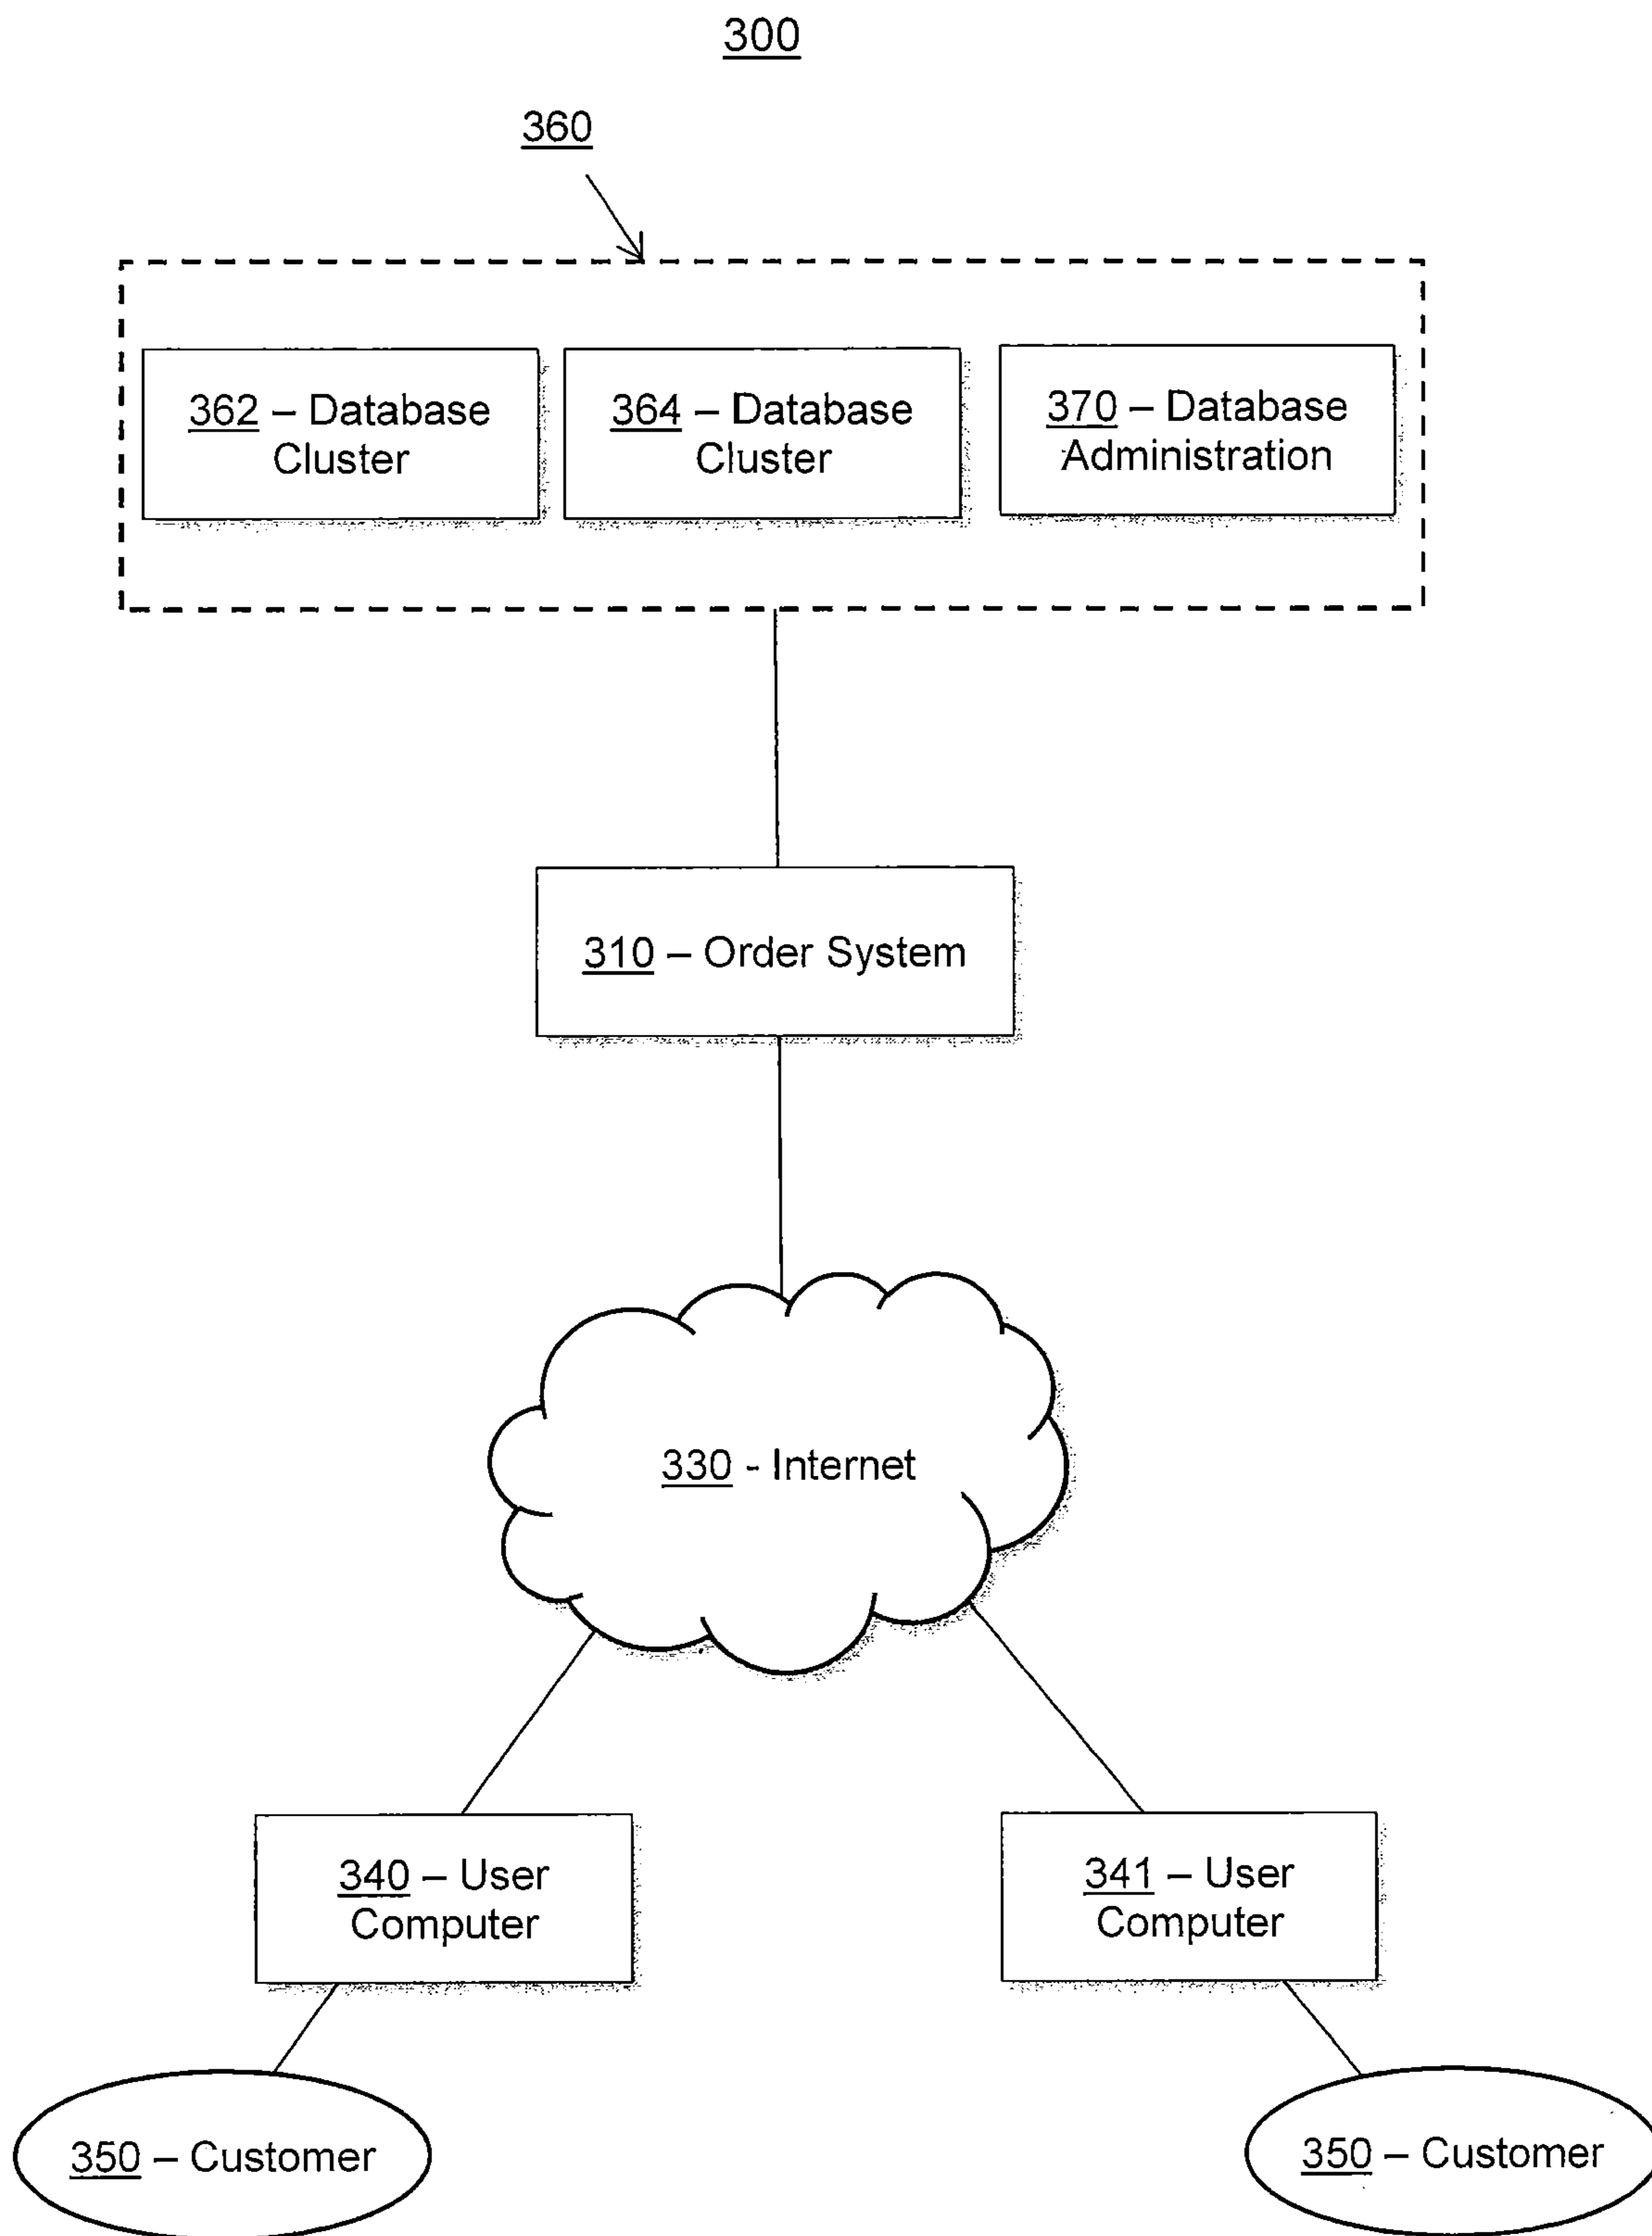 300
360
362 – Database
Cluster
364 – Database
Cluster
370 – Database
Administration
310 – Order System
330 - Internet
340 – User
Computer
341 – User
Computer
350 – Customer
350 – Customer